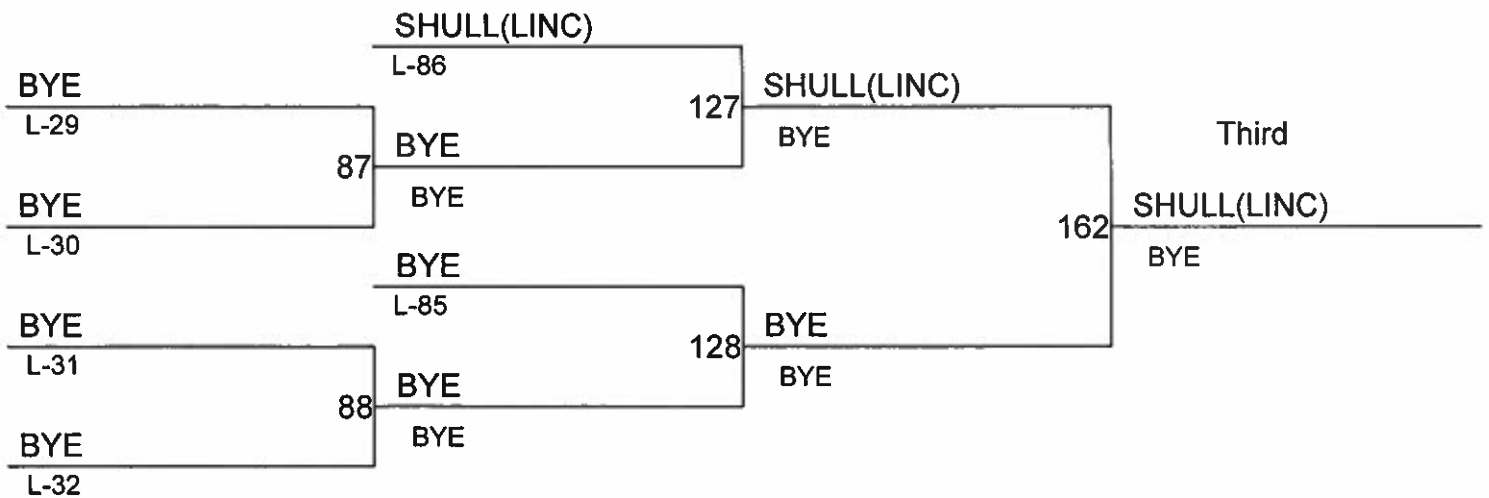 SHULL(LINC)
L-86
BYE
L-29
127
SHULL(LINC)
BYE
Third
87
BYE
BYE
BYE
L-30
162
SHULL(LINC)
BYE
BYE
L-85
BYE
L-31
128
BYE
BYE
88
BYE
BYE
BYE
L-32